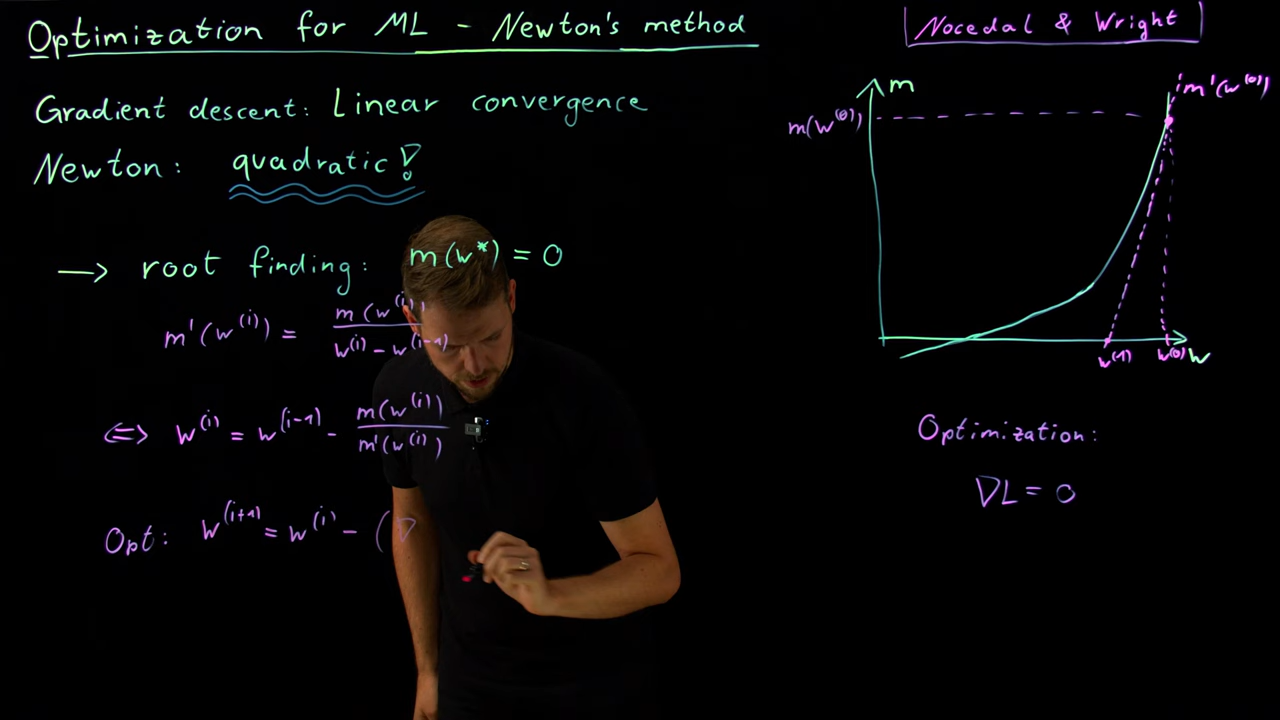 Optimization for ML - Newton's method
Nocedal & Wright
Gradient descent: Linear convergence
Newton: quadratic!
→ root finding: m(w*) = 0
m'(w⁽ⁱ⁾) = m(w⁽ⁱ⁾) / w⁽ⁱ⁾ - w⁽ⁱ⁻¹⁾
⇔ w⁽ⁱ⁾ = w⁽ⁱ⁻¹⁾ - m(w⁽ⁱ⁾) / m'(w⁽ⁱ⁾)
Opt: w⁽ⁱ⁺¹⁾ = w⁽ⁱ⁾ - (∇
m
m'(w⁽⁰⁾)
m(w⁽⁰⁾)
w⁽¹⁾ w⁽⁰⁾ w
Optimization:
∇L = 0